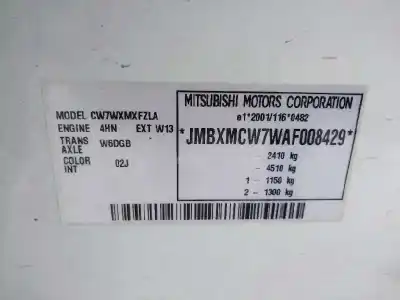 MITSUBISHI MOTORS CORPORATION
e1*2001/116*0482
*JMBXMCW7WAF008429*
MODEL CW7WXMXFZLA
ENGINE 4HN EXT W13
TRANS AXLE W6DGB
COLOR INT 02J
2410 kg
4510 kg
1 - 1150 kg
2 - 1300 kg